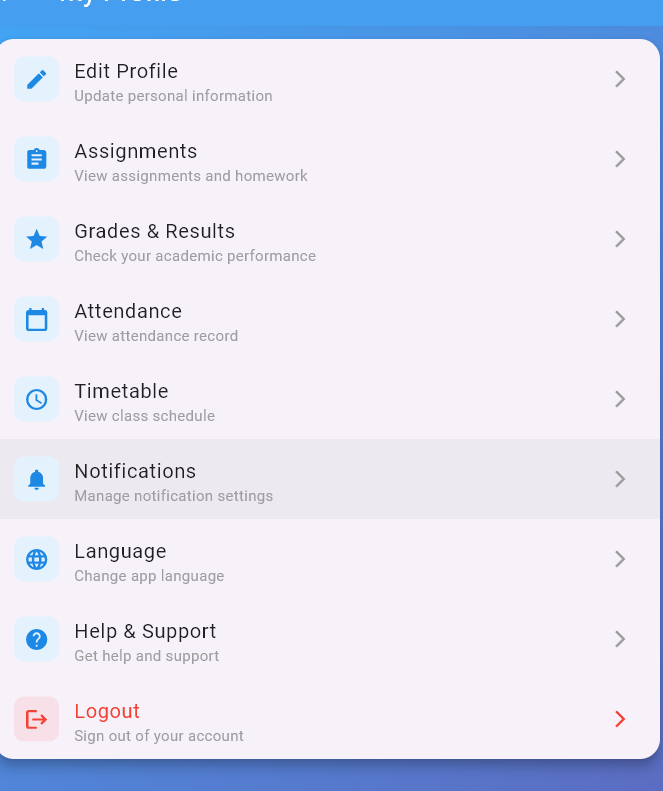 My Profile
Edit Profile
Update personal information
Assignments
View assignments and homework
Grades & Results
Check your academic performance
Attendance
View attendance record
Timetable
View class schedule
Notifications
Manage notification settings
Language
Change app language
Help & Support
Get help and support
Logout
Sign out of your account